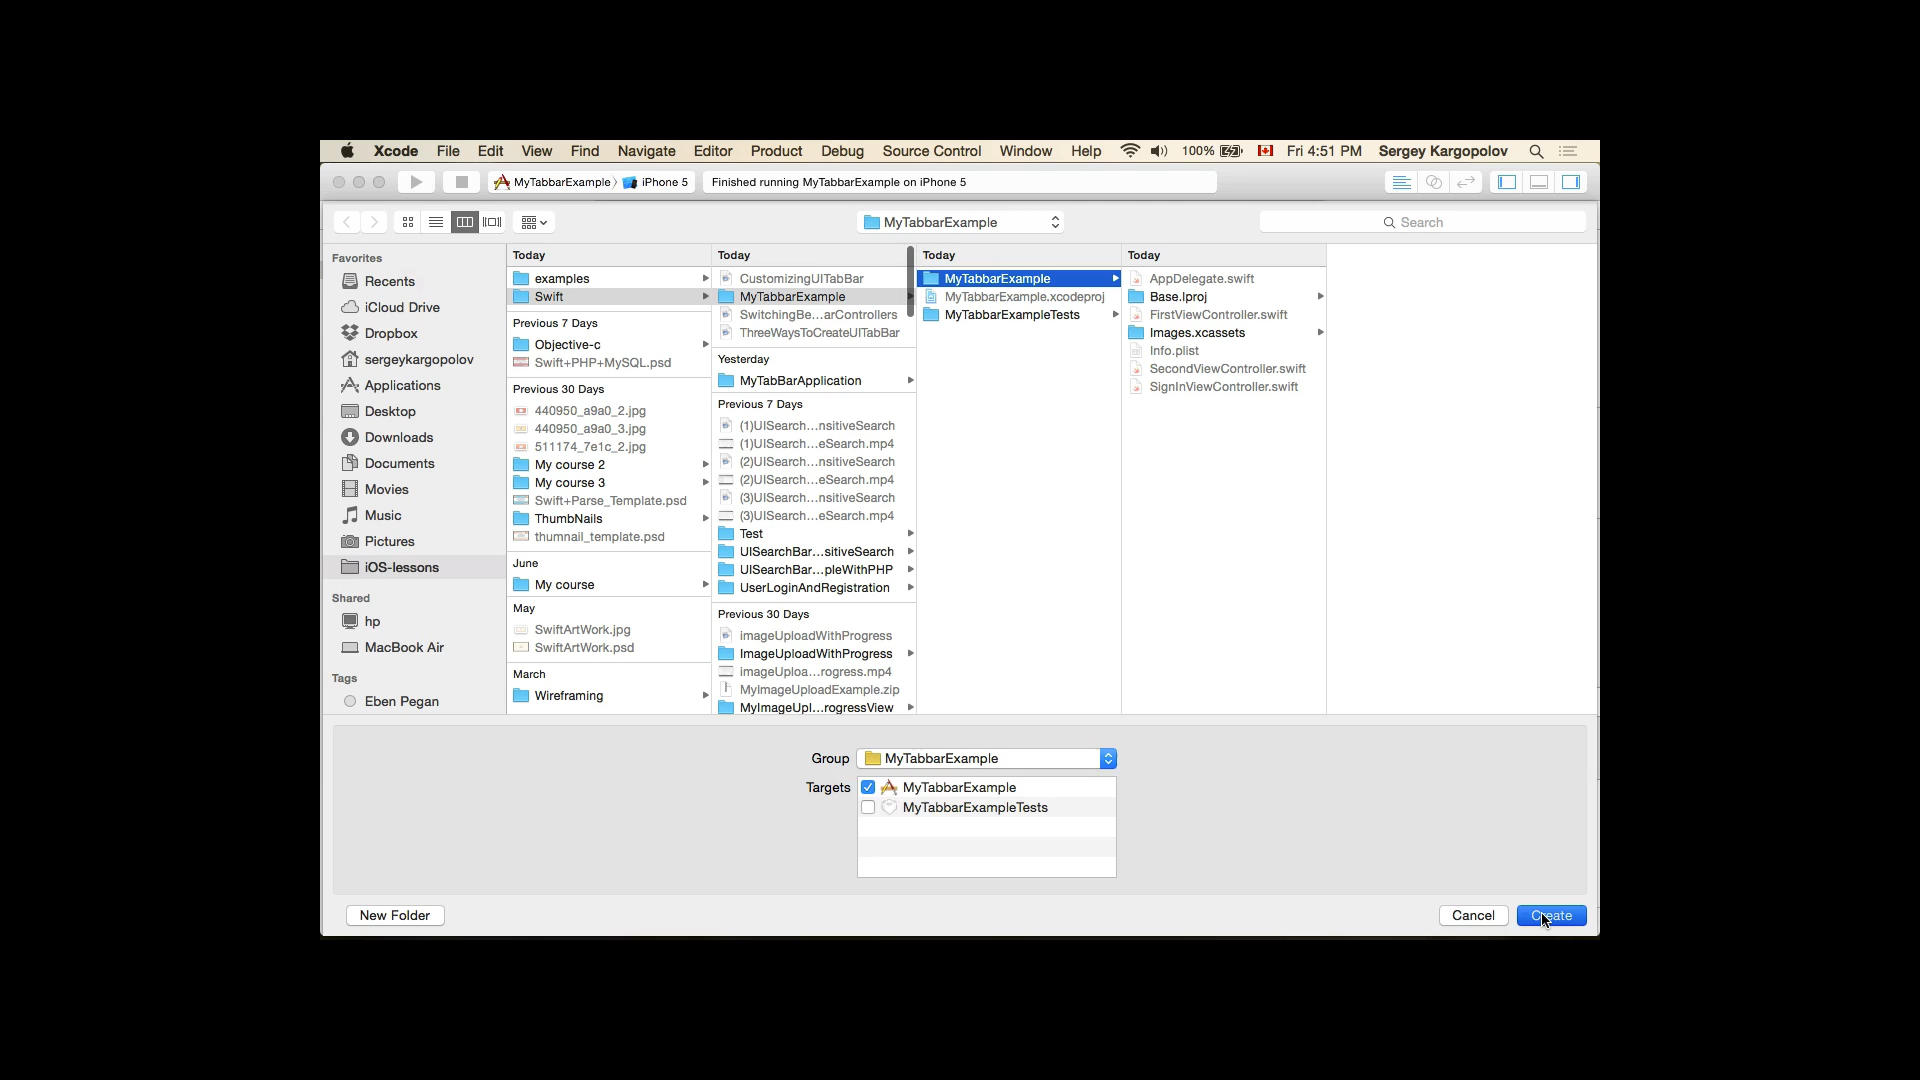 Xcode File Edit View Find Navigate Editor Product Debug Source Control Window Help 100% Fri 4:51 PM Sergey Kargopolov
MyTabbarExample iPhone 5 Finished running MyTabbarExample on iPhone 5
MyTabbarExample Search
Favorites
Recents
iCloud Drive
Dropbox
sergeykargopolov
Applications
Desktop
Downloads
Documents
Movies
Music
Pictures
iOS-lessons
Shared
hp
MacBook Air
Tags
Eben Pegan
Today
examples
Swift
Previous 7 Days
Objective-c
Swift+PHP+MySQL.psd
Previous 30 Days
440950_a9a0_2.jpg
440950_a9a0_3.jpg
511174_7e1c_2.jpg
My course 2
My course 3
Swift+Parse_Template.psd
ThumbNails
thumnail_template.psd
June
My course
May
SwiftArtWork.jpg
SwiftArtWork.psd
March
Wireframing
Today
CustomizingUITabBar
MyTabbarExample
SwitchingBe...arControllers
ThreeWaysToCreateUITabBar
Yesterday
MyTabBarApplication
Previous 7 Days
(1)UISearch...nsitiveSearch
(1)UISearch...eSearch.mp4
(2)UISearch...nsitiveSearch
(2)UISearch...eSearch.mp4
(3)UISearch...nsitiveSearch
(3)UISearch...eSearch.mp4
Test
UISearchBar...sitiveSearch
UISearchBar...pleWithPHP
UserLoginAndRegistration
Previous 30 Days
imageUploadWithProgress
ImageUploadWithProgress
imageUploa...rogress.mp4
MyImageUploadExample.zip
MyImageUpl...rogressView
Today
MyTabbarExample
MyTabbarExample.xcodeproj
MyTabbarExampleTests
Today
AppDelegate.swift
Base.lproj
FirstViewController.swift
Images.xcassets
Info.plist
SecondViewController.swift
SignInViewController.swift
Group MyTabbarExample
Targets MyTabbarExample
MyTabbarExampleTests
New Folder Cancel Create